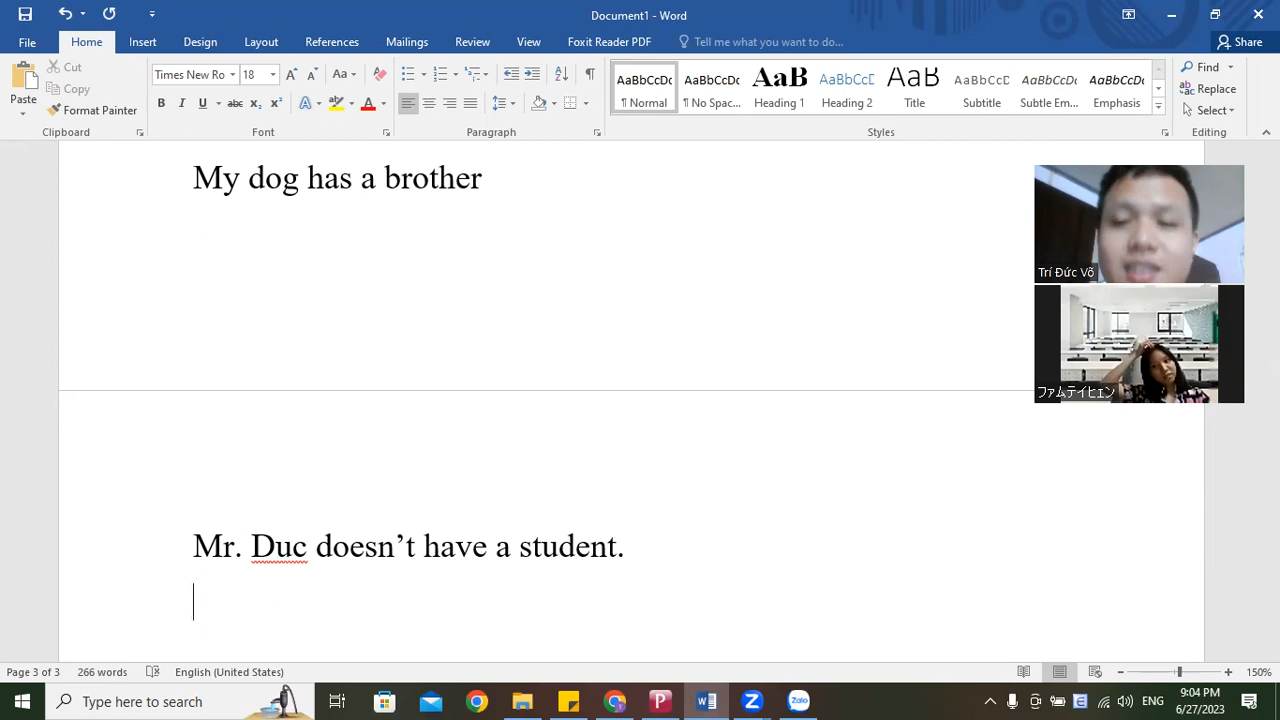 Document1 - Word
File Home Insert Design Layout References Mailings Review View Foxit Reader PDF Tell me what you want to do... Share
Paste
Cut
Copy
Format Painter
Clipboard
Times New Ro 18
Font
Paragraph
AaBbCcDc AaBbCcDc AaB AaBbCcE AaB AaBbCcD AaBbCcDc AaBbCcDc
¶ Normal ¶ No Spac... Heading Heading 2 Title Subtitle Subtle Em... Emphasis
Styles
Find
Replace
Select
Editing
My dog has a brother
Trí Đức Võ
ファムテイヒェン
Mr. Duc doesn’t have a student.
Page 3 of 3 266 words English (United States) 150%
Type here to search
ENG
9:04 PM
6/27/2023